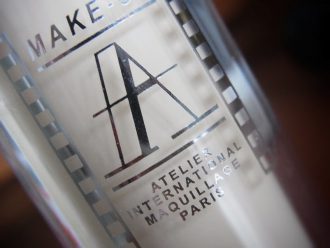 MAKE-
A
ATELIER
INTERNATIONAL
MAQUILLAGE
PARIS